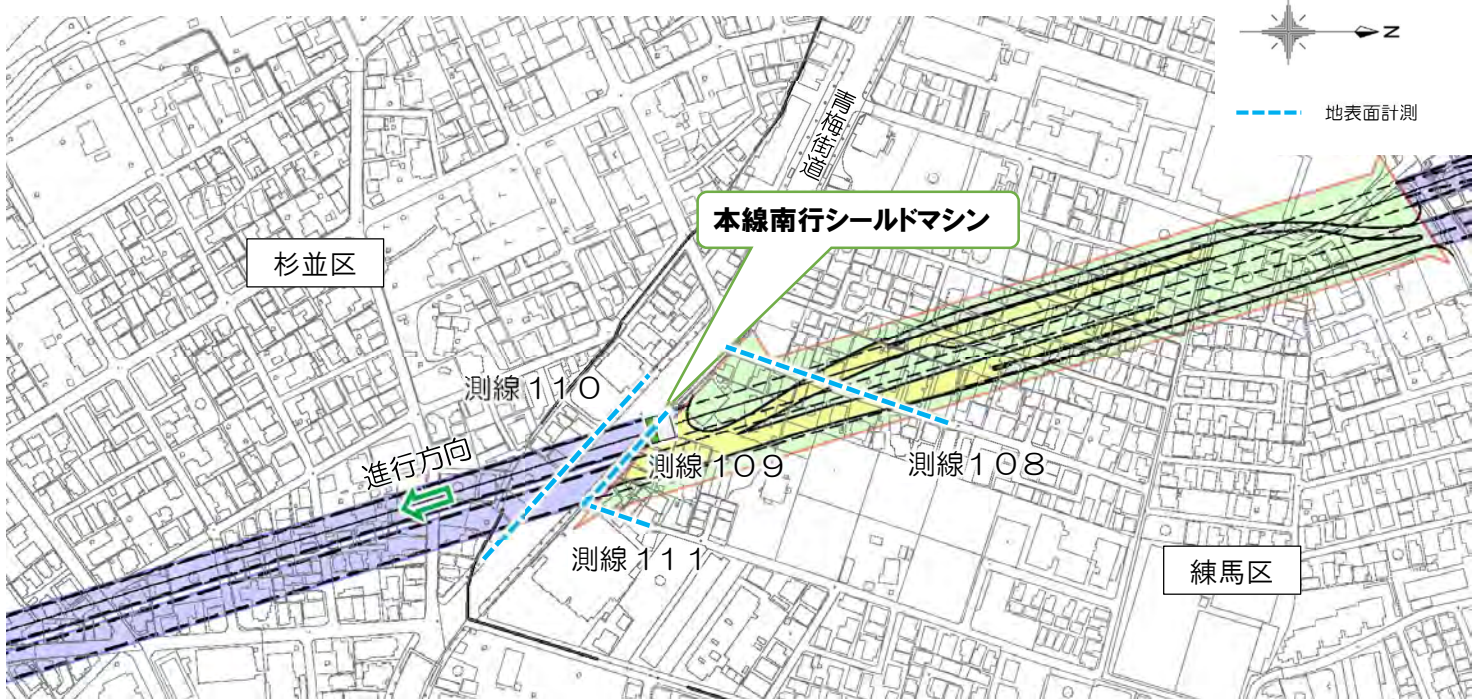 N
地表面計測
青梅街道
本線南行シールドマシン
杉並区
測線110
進行方向
測線109
測線108
測線111
練馬区